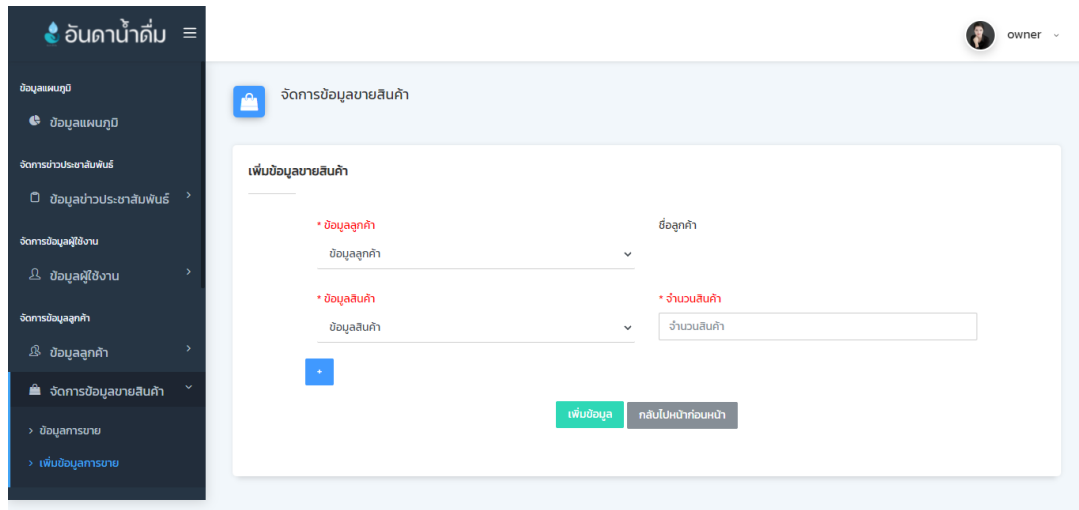 อันดาน้ำดื่ม
owner
ข้อมูลแผนภูมิ
ข้อมูลแผนภูมิ
จัดการข่าวประชาสัมพันธ์
ข้อมูลข่าวประชาสัมพันธ์
จัดการข้อมูลผู้ใช้งาน
ข้อมูลผู้ใช้งาน
จัดการข้อมูลลูกค้า
ข้อมูลลูกค้า
จัดการข้อมูลขายสินค้า
> ข้อมูลการขาย
> เพิ่มข้อมูลการขาย
จัดการข้อมูลขายสินค้า
เพิ่มข้อมูลขายสินค้า
* ข้อมูลลูกค้า
ชื่อลูกค้า
ข้อมูลลูกค้า
* ข้อมูลสินค้า
* จำนวนสินค้า
ข้อมูลสินค้า
จำนวนสินค้า
+
เพิ่มข้อมูล
กลับไปหน้าก่อนหน้า